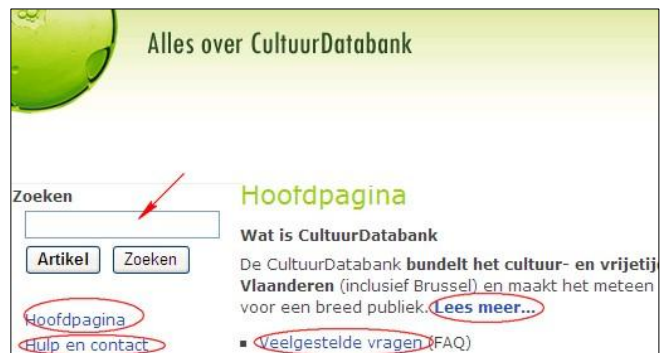 Alles over CultuurDatabank
Zoeken
Artikel Zoeken
Hoofdpagina
Hulp en contact
Hoofdpagina
Wat is CultuurDatabank
De CultuurDatabank bundelt het cultuur- en
Vlaanderen (inclusief Brussel) en maakt het meteen
voor een breed publiek. Lees meer...
▪ Veelgestelde vragen (FAQ)